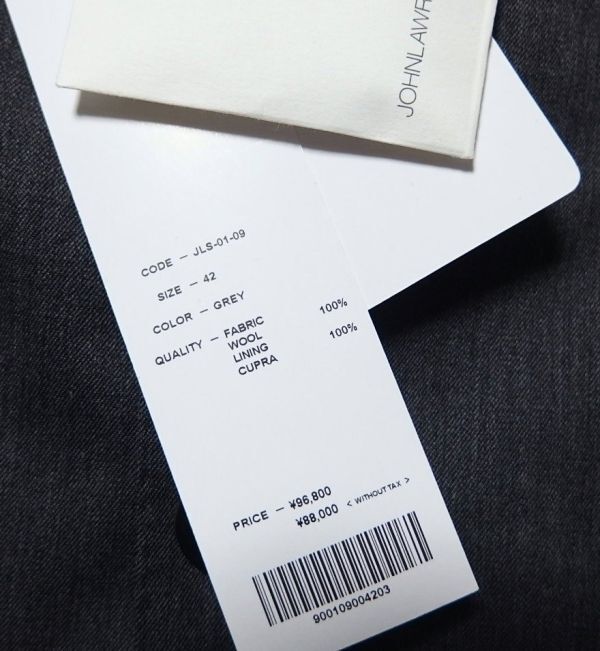 JOHNLAWR
CODE — JLS-01-09
SIZE — 42
COLOR — GREY
QUALITY — FABRIC
WOOL 100%
LINING
CUPRA 100%
PRICE — ¥96,800
¥88,000 < WITHOUT TAX >
900109004203